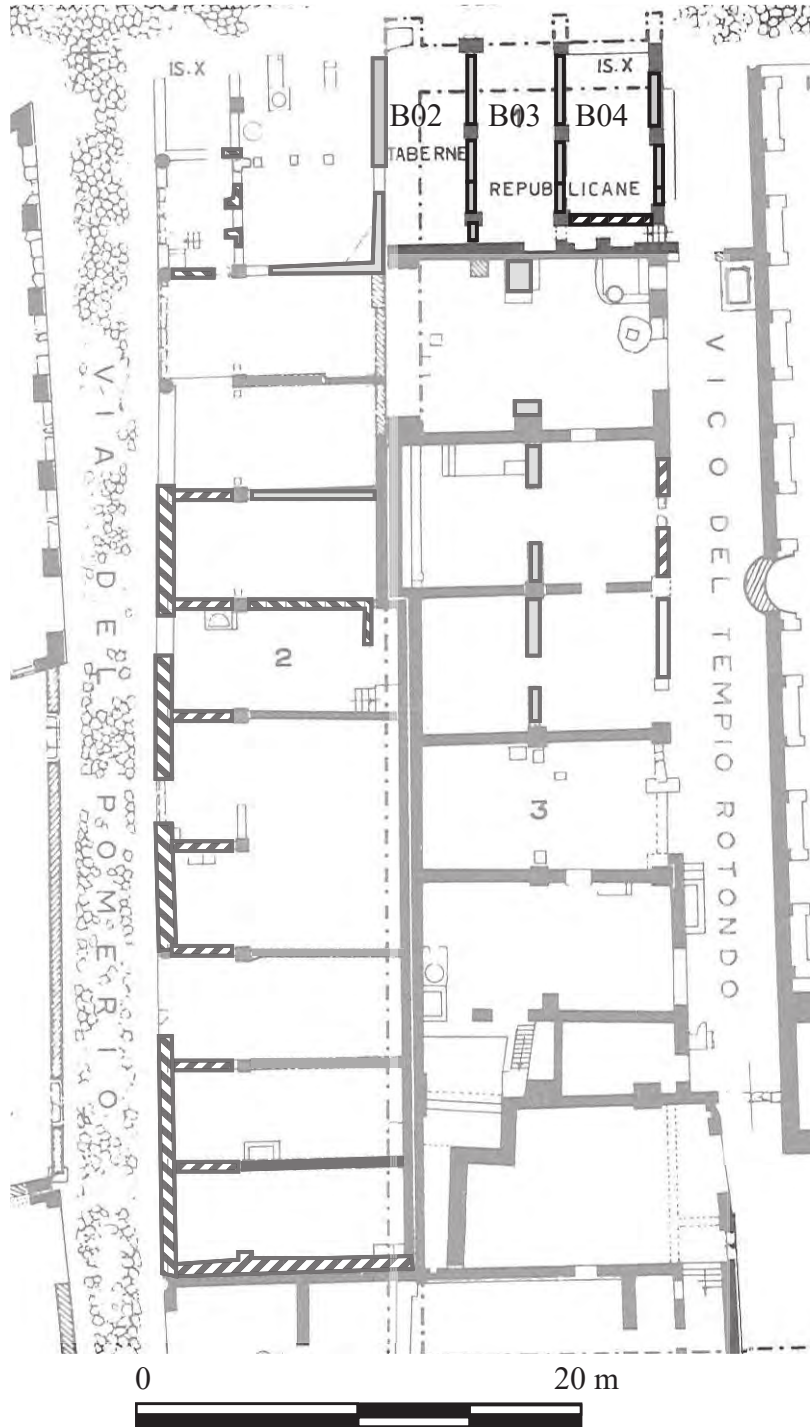 IS.X
IS.X
B02 B03 B04
TABERNE
REPUBLICANE
VIA DEL POMERIO
VICO DEL TEMPIO ROTONDO
2
3
0 20 m